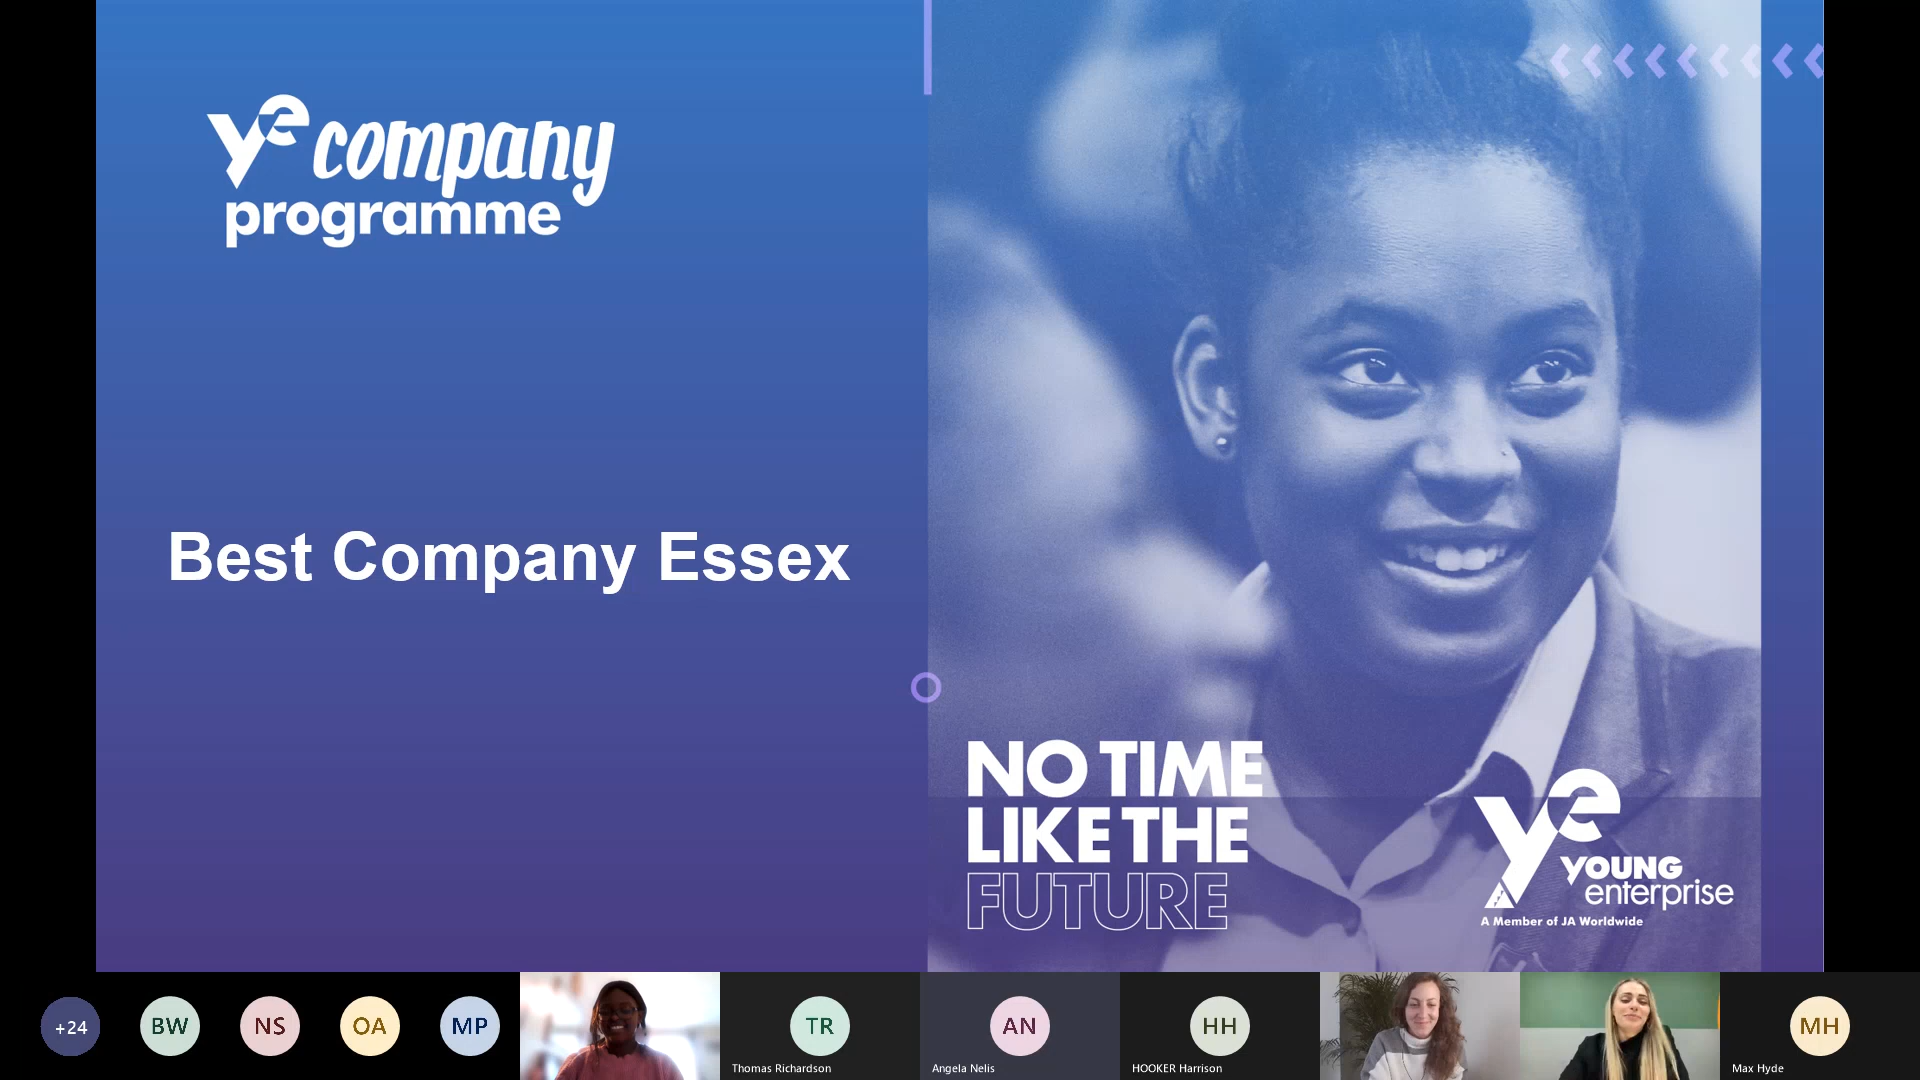 ye company
programme
Best Company Essex
NO TIME
LIKE THE
FUTURE
ye
YOUNG
enterprise
A Member of JA Worldwide
+24
BW
NS
OA
MP
TR
Thomas Richardson
AN
Angela Nelis
HH
HOOKER Harrison
MH
Max Hyde